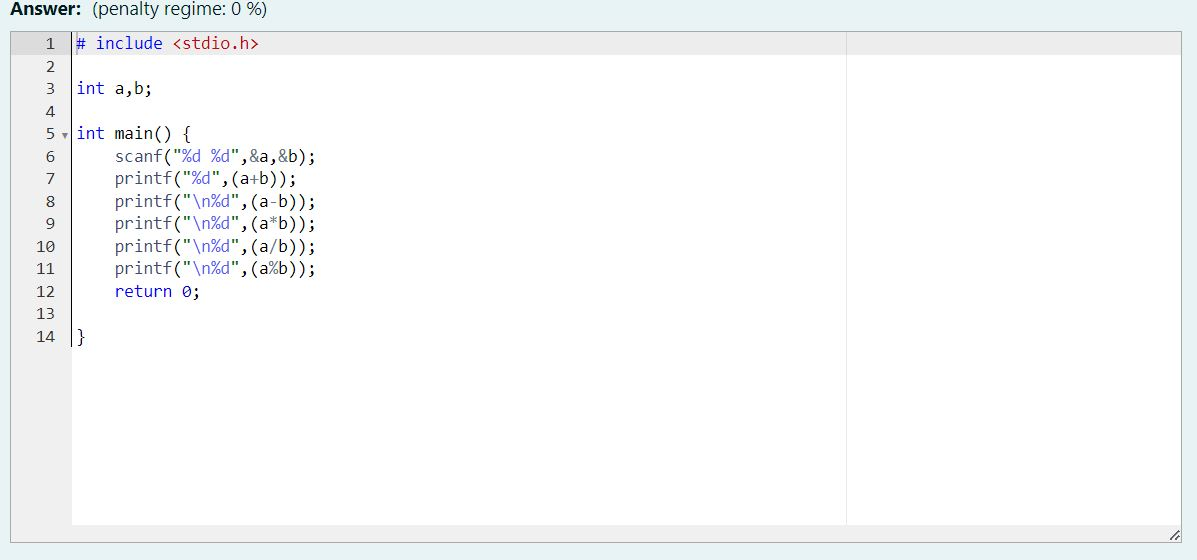 Answer: (penalty regime: 0 %)
1 # include <stdio.h>
2
3 int a,b;
4
5 int main() {
6 scanf("%d %d",&a,&b);
7 printf("%d",(a+b));
8 printf("\n%d",(a-b));
9 printf("\n%d",(a*b));
10 printf("\n%d",(a/b));
11 printf("\n%d",(a%b));
12 return 0;
13
14 }